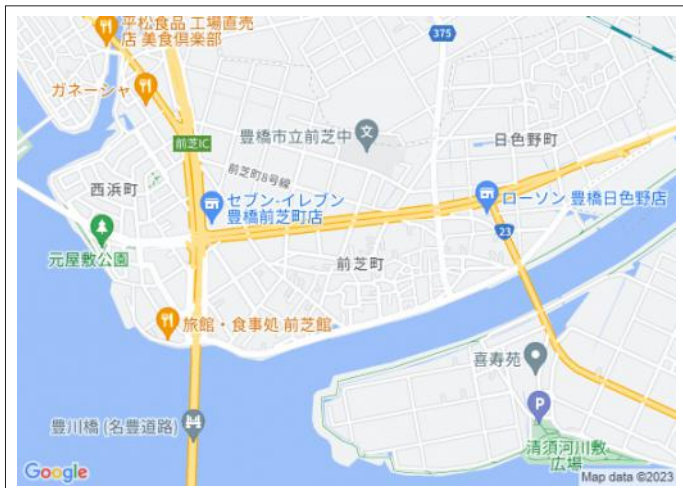 平松食品 工場直売
店 美食倶楽部
375
ガネーシャ
前芝IC
豊橋市立前芝中
文
日色野町
前芝町8号線
西浜町
セブン-イレブン
豊橋前芝町店
ローソン 豊橋日色野店
23
元屋敷公園
前芝町
旅館・食事処 前芝館
喜寿苑
P
豊川橋 (名豊道路)
清須河川敷
広場
Google
Map data ©2023